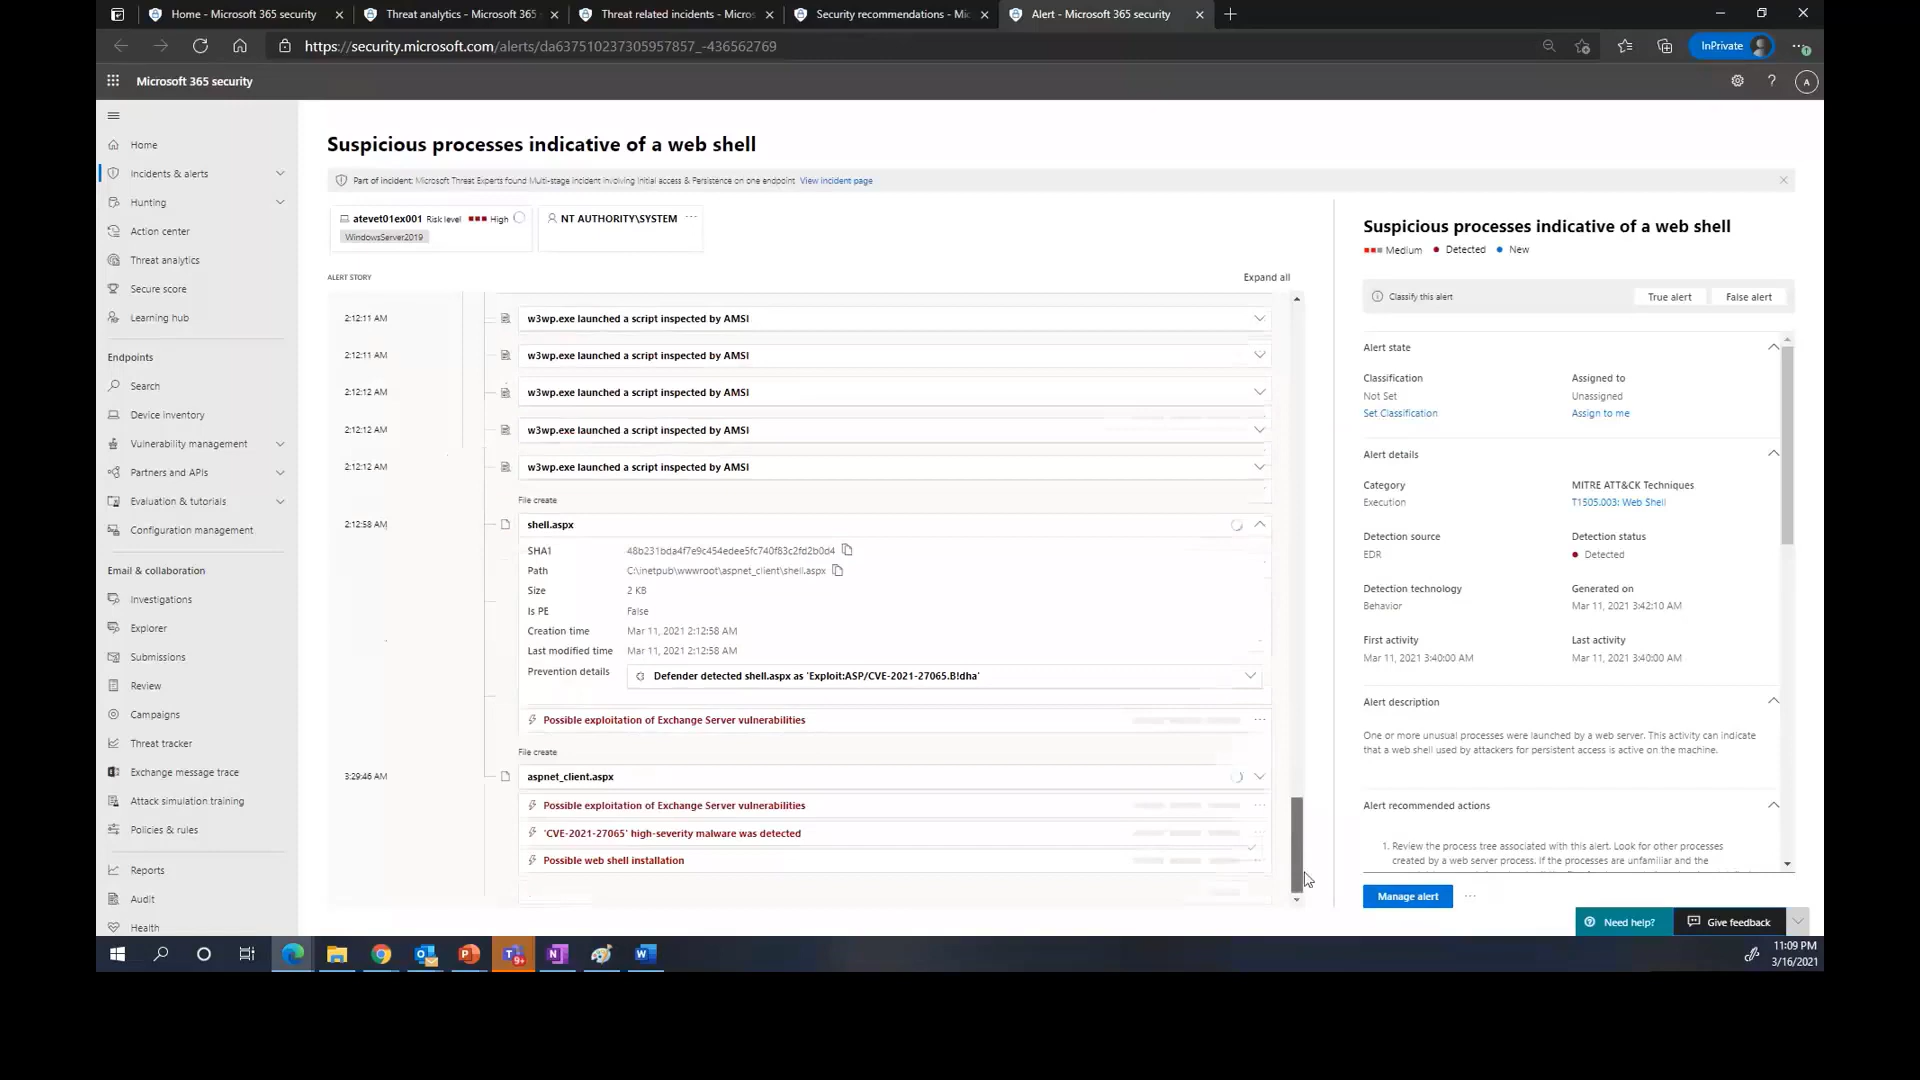 Home - Microsoft 365 security
Threat analytics - Microsoft 365
Threat related incidents - Micros
Security recommendations - Mic
Alert - Microsoft 365 security
https://security.microsoft.com/alerts/da637510237305957857_-436562769
InPrivate
Microsoft 365 security
?
A
Home
Incidents & alerts
Hunting
Action center
Threat analytics
Secure score
Learning hub
Endpoints
Search
Device inventory
Vulnerability management
Partners and APIs
Evaluation & tutorials
Configuration management
Email & collaboration
Investigations
Explorer
Submissions
Review
Campaigns
Threat tracker
Exchange message trace
Attack simulation training
Policies & rules
Reports
Audit
Health
Suspicious processes indicative of a web shell
Part of incident: Microsoft Threat Experts found Multi-stage incident involving Initial access & Persistence on one endpoint View incident page
atevet01ex001 Risk level High
WindowsServer2019
NT AUTHORITY\SYSTEM
ALERT STORY
Expand all
2:12:11 AM w3wp.exe launched a script inspected by AMSI
2:12:11 AM w3wp.exe launched a script inspected by AMSI
2:12:12 AM w3wp.exe launched a script inspected by AMSI
2:12:12 AM w3wp.exe launched a script inspected by AMSI
2:12:12 AM w3wp.exe launched a script inspected by AMSI
File create
2:12:58 AM shell.aspx
SHA1 48b231bda4f7e9c454edee5fc740f83c2fd2b0d4
Path C:\inetpub\wwwroot\aspnet_client\shell.aspx
Size 2 KB
Is PE False
Creation time Mar 11, 2021 2:12:58 AM
Last modified time Mar 11, 2021 2:12:58 AM
Prevention details Defender detected shell.aspx as 'Exploit:ASP/CVE-2021-27065.B!dha'
Possible exploitation of Exchange Server vulnerabilities
File create
3:29:46 AM aspnet_client.aspx
Possible exploitation of Exchange Server vulnerabilities
'CVE-2021-27065' high-severity malware was detected
Possible web shell installation
Suspicious processes indicative of a web shell
Medium Detected New
Classify this alert True alert False alert
Alert state
Classification Assigned to
Not Set Unassigned
Set Classification Assign to me
Alert details
Category MITRE ATT&CK Techniques
Execution T1505.003: Web Shell
Detection source Detection status
EDR Detected
Detection technology Generated on
Behavior Mar 11, 2021 3:42:10 AM
First activity Last activity
Mar 11, 2021 3:40:00 AM Mar 11, 2021 3:40:00 AM
Alert description
One or more unusual processes were launched by a web server. This activity can indicate
that a web shell used by attackers for persistent access is active on the machine.
Alert recommended actions
1. Review the process tree associated with this alert. Look for other processes
created by a web server process. If the processes are unfamiliar and the
Manage alert
Need help? Give feedback
9+
11:09 PM
3/16/2021